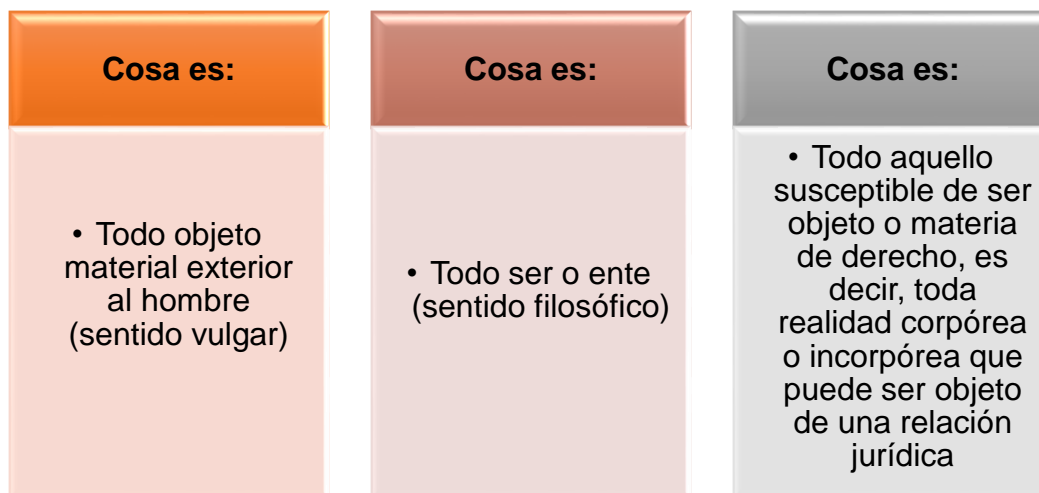 Cosa es:
• Todo objeto
material exterior
al hombre
(sentido vulgar)
Cosa es:
• Todo ser o ente
(sentido filosófico)
Cosa es:
• Todo aquello
susceptible de ser
objeto o materia
de derecho, es
decir, toda
realidad corpórea
o incorpórea que
puede ser objeto
de una relación
jurídica